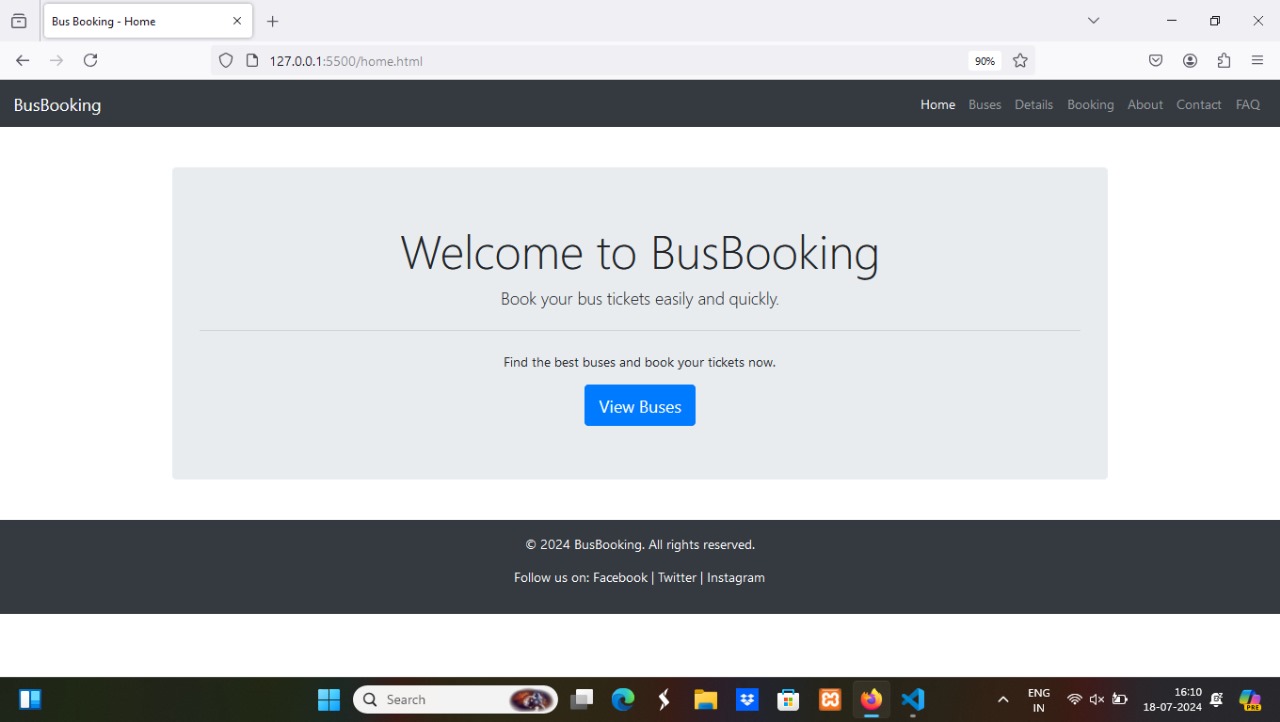 Bus Booking - Home
127.0.0.1:5500/home.html
90%
BusBooking
Home Buses Details Booking About Contact FAQ
Welcome to BusBooking
Book your bus tickets easily and quickly.
Find the best buses and book your tickets now.
View Buses
© 2024 BusBooking. All rights reserved.
Follow us on: Facebook | Twitter | Instagram
Search
ENG
IN
16:10
18-07-2024
PRE